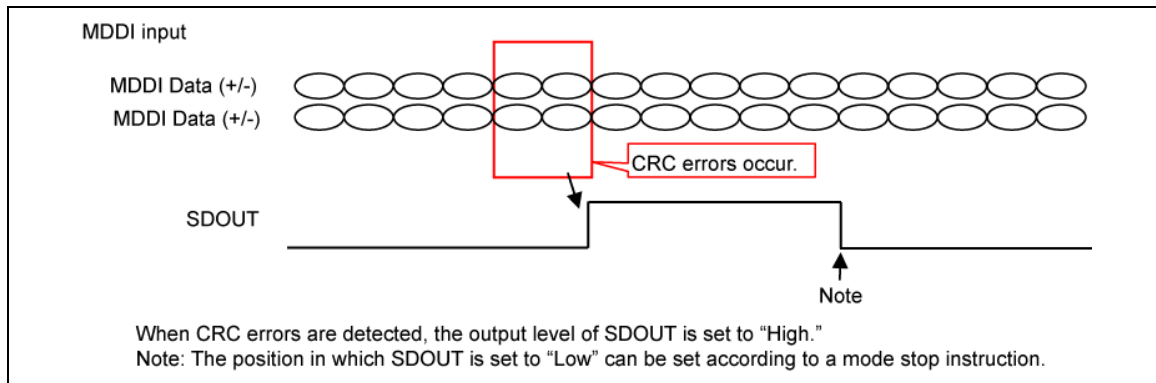 MDDI input
MDDI Data (+/-)
MDDI Data (+/-)
CRC errors occur.
SDOUT
Note
When CRC errors are detected, the output level of SDOUT is set to “High.”
Note: The position in which SDOUT is set to “Low” can be set according to a mode stop instruction.